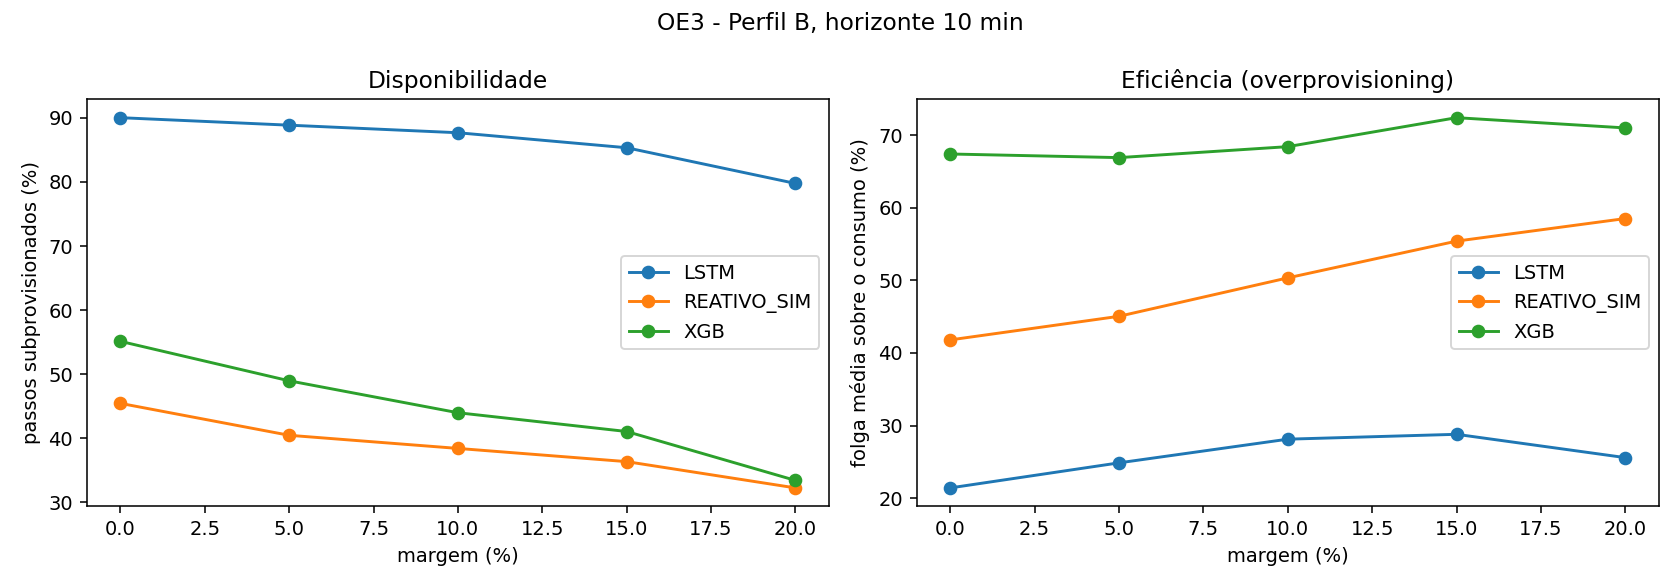 OE3 - Perfil B, horizonte 10 min
Disponibilidade
passos subprovisionados (%)
90
80
70
60
50
40
30
LSTM
REATIVO_SIM
XGB
0.0 2.5 5.0 7.5 10.0 12.5 15.0 17.5 20.0
margem (%)
Eficiência (overprovisioning)
folga média sobre o consumo (%)
70
60
50
40
30
20
LSTM
REATIVO_SIM
XGB
0.0 2.5 5.0 7.5 10.0 12.5 15.0 17.5 20.0
margem (%)